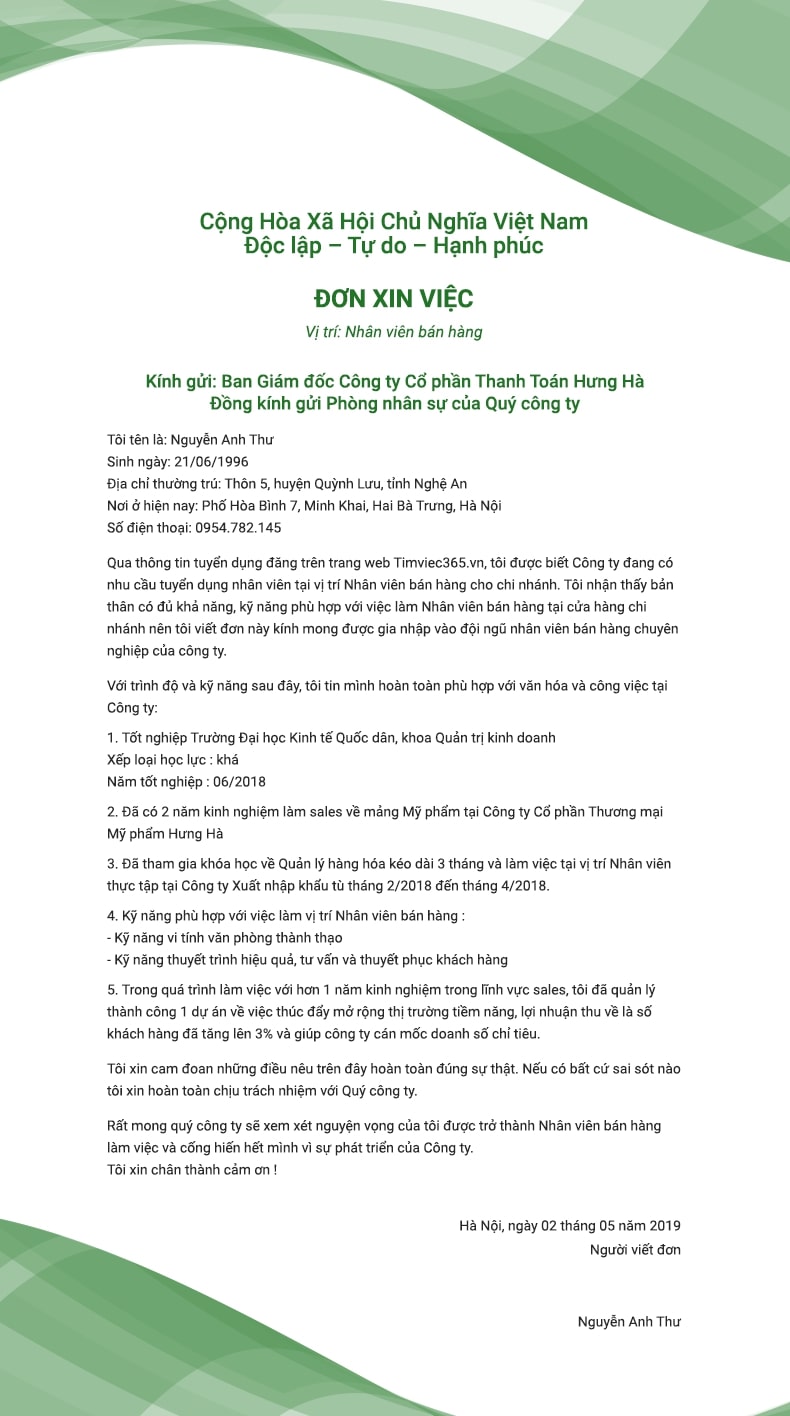 Cộng Hòa Xã Hội Chủ Nghĩa Việt Nam
Độc lập – Tự do – Hạnh phúc
ĐƠN XIN VIỆC
Vị trí: Nhân viên bán hàng
Kính gửi: Ban Giám đốc Công ty Cổ phần Thanh Toán Hưng Hà
Đồng kính gửi Phòng nhân sự của Quý công ty
Tôi tên là: Nguyễn Anh Thư
Sinh ngày: 21/06/1996
Địa chỉ thường trú: Thôn 5, huyện Quỳnh Lưu, tỉnh Nghệ An
Nơi ở hiện nay: Phố Hòa Bình 7, Minh Khai, Hai Bà Trưng, Hà Nội
Số điện thoại: 0954.782.145
Qua thông tin tuyển dụng đăng trên trang web Timviec365.vn, tôi được biết Công ty đang có
nhu cầu tuyển dụng nhân viên tại vị trí Nhân viên bán hàng cho chi nhánh. Tôi nhận thấy bản
thân có đủ khả năng, kỹ năng phù hợp với việc làm Nhân viên bán hàng tại cửa hàng chi
nhánh nên tôi viết đơn này kính mong được gia nhập vào đội ngũ nhân viên bán hàng chuyên
nghiệp của công ty.
Với trình độ và kỹ năng sau đây, tôi tin mình hoàn toàn phù hợp với văn hóa và công việc tại
Công ty:
1. Tốt nghiệp Trường Đại học Kinh tế Quốc dân, khoa Quản trị kinh doanh
Xếp loại học lực : khá
Năm tốt nghiệp : 06/2018
2. Đã có 2 năm kinh nghiệm làm sales về mảng Mỹ phẩm tại Công ty Cổ phần Thương mại
Mỹ phẩm Hưng Hà
3. Đã tham gia khóa học về Quản lý hàng hóa kéo dài 3 tháng và làm việc tại vị trí Nhân viên
thực tập tại Công ty Xuất nhập khẩu tù tháng 2/2018 đến tháng 4/2018.
4. Kỹ năng phù hợp với việc làm vị trí Nhân viên bán hàng :
- Kỹ năng vi tính văn phòng thành thạo
- Kỹ năng thuyết trình hiệu quả, tư vấn và thuyết phục khách hàng
5. Trong quá trình làm việc với hơn 1 năm kinh nghiệm trong lĩnh vực sales, tôi đã quản lý
thành công 1 dự án về việc thúc đẩy mở rộng thị trường tiềm năng, lợi nhuận thu về là số
khách hàng đã tăng lên 3% và giúp công ty cán mốc doanh số chỉ tiêu.
Tôi xin cam đoan những điều nêu trên đây hoàn toàn đúng sự thật. Nếu có bất cứ sai sót nào
tôi xin hoàn toàn chịu trách nhiệm với Quý công ty.
Rất mong quý công ty sẽ xem xét nguyện vọng của tôi được trở thành Nhân viên bán hàng
làm việc và cống hiến hết mình vì sự phát triển của Công ty.
Tôi xin chân thành cảm ơn !
Hà Nội, ngày 02 tháng 05 năm 2019
Người viết đơn
Nguyễn Anh Thư